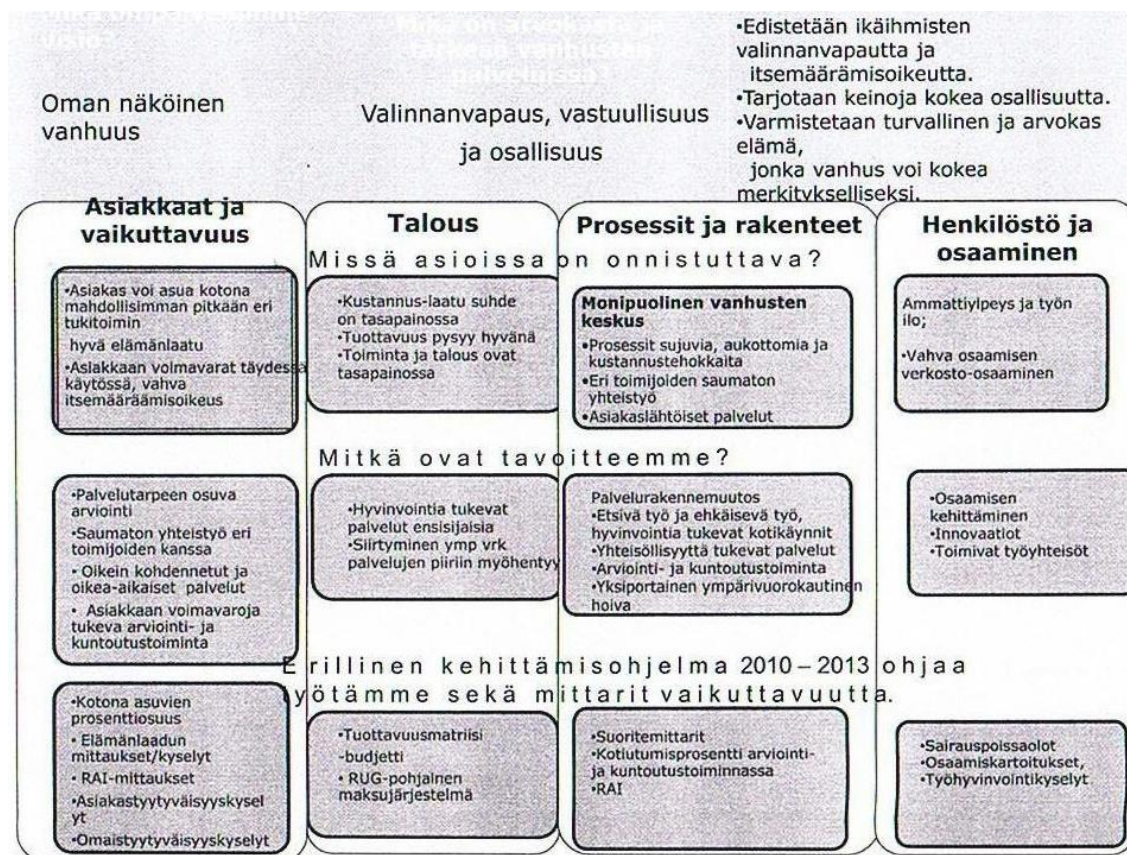 Oman näköinen
vanhuus
Valinnanvapaus, vastuullisuus
ja osallisuus
•Edistetään ikäihmisten
valinnanvapautta ja
itsemäärämisoikeutta.
•Tarjotaan keinoja kokea osallisuutta.
•Varmistetaan turvallinen ja arvokas
elämä,
jonka vanhus voi kokea
merkitykselliseksi.
Asiakkaat ja
vaikuttavuus
Talous
Prosessit ja rakenteet
Henkilöstö ja
osaaminen
Missä asioissa on onnistuttava?
•Asiakas voi asua kotona
mahdollisimman pitkään eri
tukitoimin
hyvä elämänlaatu
•Asiakkaan voimavarat täydessä
käytössä, vahva
itsemääräämisoikeus
•Kustannus-laatu suhde
on tasapainossa
•Tuottavuus pysyy hyvänä
•Toiminta ja talous ovat
tasapainossa
Monipuolinen vanhusten
keskus
•Prosessit sujuvia, aukottomia ja
kustannustehokkaita
•Eri toimijoiden saumaton
yhteistyö
•Asiakaslähtöiset palvelut
Ammattiylpeys ja työn
ilo;
•Vahva osaamisen
verkosto-osaaminen
Mitkä ovat tavoitteemme?
•Palvelutarpeen osuva
arviointi
•Saumaton yhteistyö eri
toimijoiden kanssa
• Oikein kohdennetut ja
oikea-aikaiset palvelut
• Asiakkaan voimavaroja
tukeva arviointi- ja
kuntoutustoiminta
•Hyvinvointia tukevat
palvelut ensisijaisia
•Siirtyminen ymp vrk
palvelujen piiriin myöhentyy
Palvelurakennemuutos
•Etsivä työ ja ehkäisevä työ,
hyvinvointia tukevat kotikäynnit
•Yhteisöllisyyttä tukevat palvelut
•Arviointi- ja kuntoutustoiminta
•Yksiportainen ympärivuorokautinen
hoiva
•Osaamisen
kehittäminen
•Innovaatiot
•Toimivat työyhteisöt
Erillinen kehittämisohjelma 2010–2013 ohjaa
työtämme sekä mittarit vaikuttavuutta.
•Kotona asuvien
prosenttiosuus
• Elämänlaadun
mittaukset/kyselyt
• RAI-mittaukset
•Asiakastyytyväisyyskysel
yt
•Omaistyytyväisyyskyselyt
•Tuottavuusmatriisi
-budjetti
• RUG-pohjainen
maksujärjestelmä
•Suoritemittarit
•Kotiutumisprosentti arviointi-
ja kuntoutustoiminnassa
•RAI
•Sairauspoissaolot
•Osaamiskartoitukset,
•Työhyvinvointikyselyt